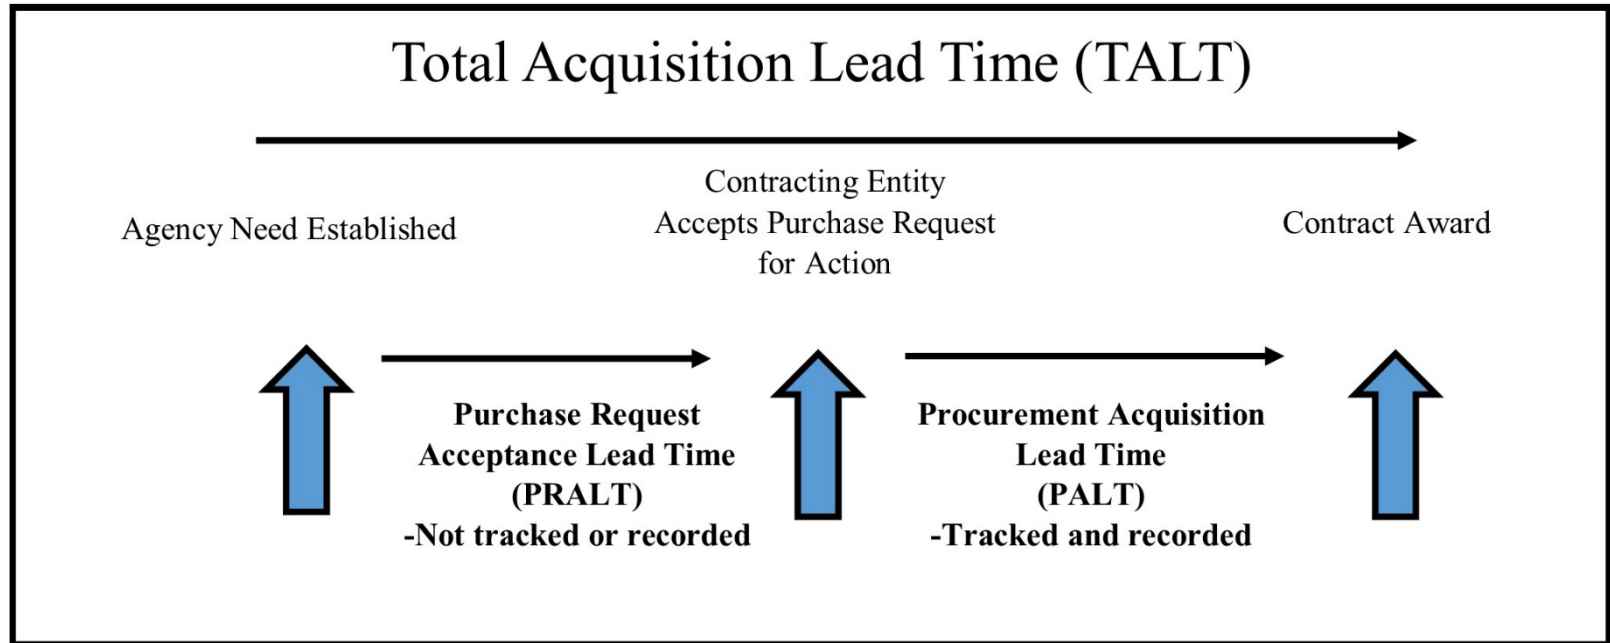 Total Acquisition Lead Time (TALT)
Agency Need Established
Contracting Entity
Accepts Purchase Request
for Action
Contract Award
Purchase Request
Acceptance Lead Time
(PRALT)
-Not tracked or recorded
Procurement Acquisition
Lead Time
(PALT)
-Tracked and recorded